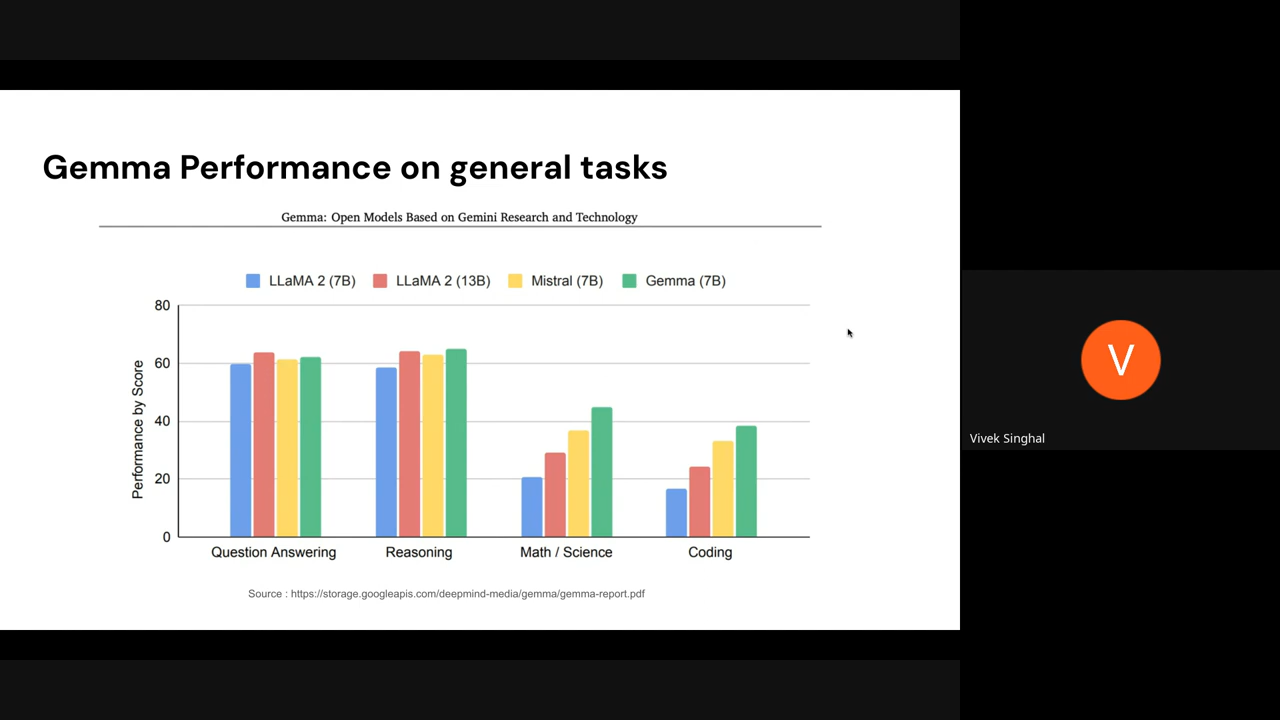 Gemma Performance on general tasks
Gemma: Open Models Based on Gemini Research and Technology
LLaMA 2 (7B) LLaMA 2 (13B) Mistral (7B) Gemma (7B)
Performance by Score
80
60
40
20
0
Question Answering Reasoning Math / Science Coding
Source : https://storage.googleapis.com/deepmind-media/gemma/gemma-report.pdf
V
Vivek Singhal